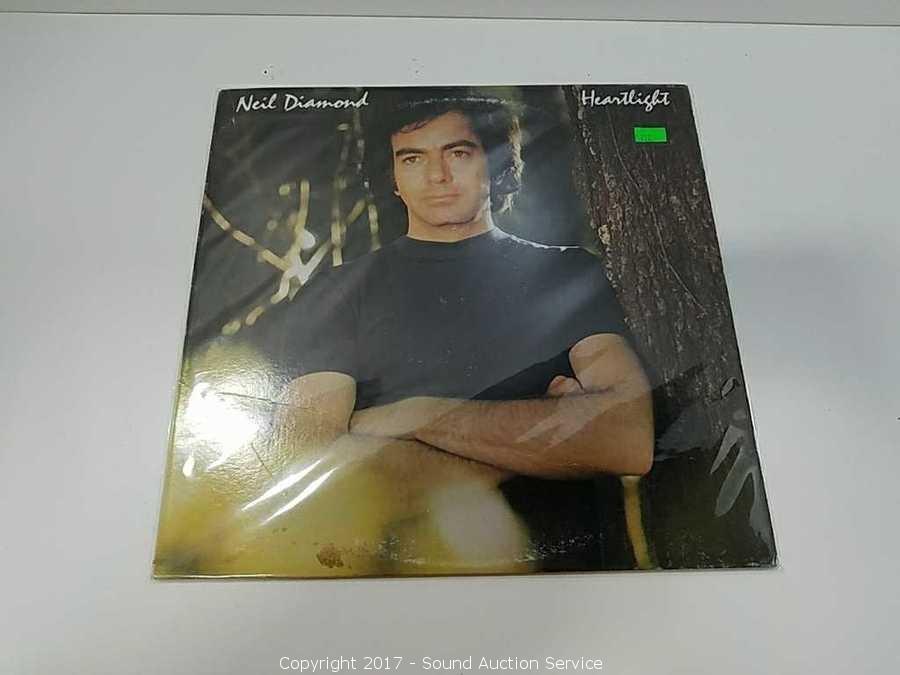 Neil Diamond Heartlight
Copyright 2017 - Sound Auction Service